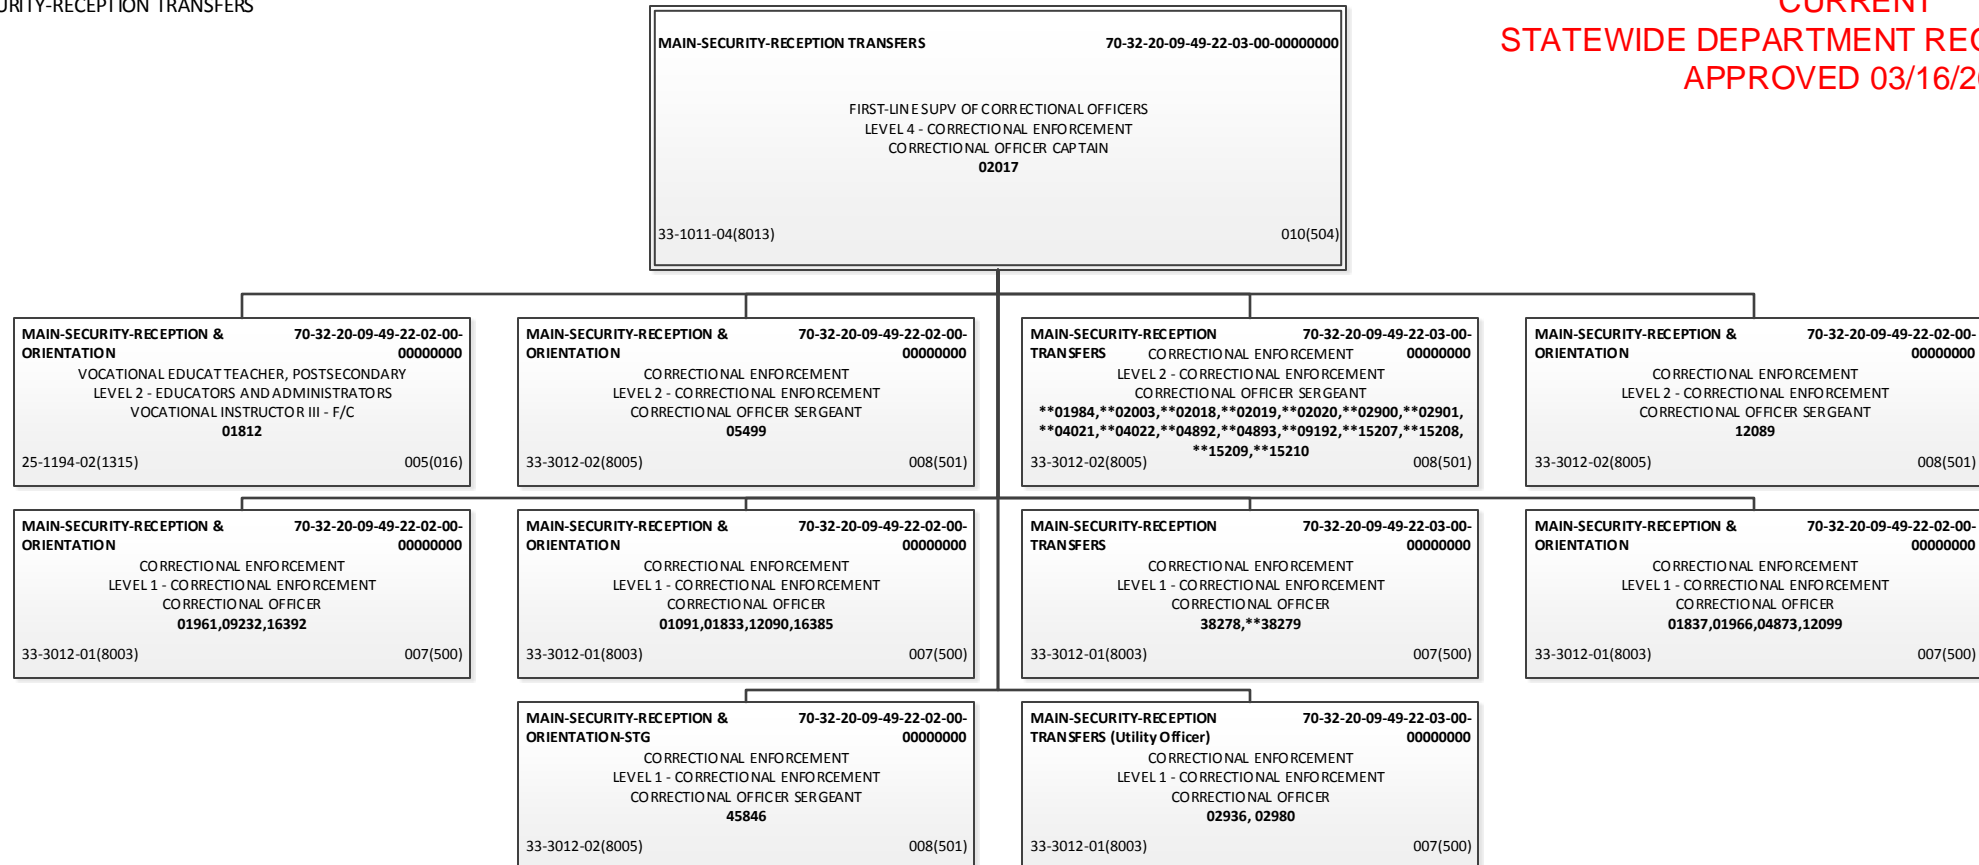 RECEPTION TRANSFERS
CURRENT
STATEWIDE DEPARTMENT
APPROVED
MAIN-SECURITY-RECEPTION TRANSFERS 70-32-20-09-49-22-03-00-00000000
FIRST-LINE SUPV OF CORRECTIONAL OFFICERS
LEVEL 4 - CORRECTIONAL ENFORCEMENT
CORRECTIONAL OFFICER CAPTAIN
02017
33-1011-04(8013) 010(504)
MAIN-SECURITY-RECEPTION & 70-32-20-09-49-22-02-00-
ORIENTATION 00000000
VOCATIONAL EDUCAT TEACHER, POSTSECONDARY
LEVEL 2 - EDUCATORS AND ADMINISTRATORS
VOCATIONAL INSTRUCTOR III - F/C
01812
25-1194-02(1315) 005(016)
MAIN-SECURITY-RECEPTION & 70-32-20-09-49-22-02-00-
ORIENTATION 00000000
CORRECTIONAL ENFORCEMENT
LEVEL 2 - CORRECTIONAL ENFORCEMENT
CORRECTIONAL OFFICER SERGEANT
05499
33-3012-02(8005) 008(501)
MAIN-SECURITY-RECEPTION 70-32-20-09-49-22-03-00-
TRANSFERS CORRECTIONAL ENFORCEMENT 00000000
LEVEL 2 - CORRECTIONAL ENFORCEMENT
CORRECTIONAL OFFICER SERGEANT
**01984,**02003,**02018,**02019,**02020,**02900,**02901,
**04021,**04022,**04892,**04893,**09192,**15207,**15208,
**15209,**15210
33-3012-02(8005) 008(501)
MAIN-SECURITY-RECEPTION & 70-32-20-09-49-22-02-00-
ORIENTATION 00000000
CORRECTIONAL ENFORCEMENT
LEVEL 2 - CORRECTIONAL ENFORCEMENT
CORRECTIONAL OFFICER SERGEANT
12089
33-3012-02(8005) 008(501)
MAIN-SECURITY-RECEPTION & 70-32-20-09-49-22-02-00-
ORIENTATION 00000000
CORRECTIONAL ENFORCEMENT
LEVEL 1 - CORRECTIONAL ENFORCEMENT
CORRECTIONAL OFFICER
01961,09232,16392
33-3012-01(8003) 007(500)
MAIN-SECURITY-RECEPTION & 70-32-20-09-49-22-02-00-
ORIENTATION 00000000
CORRECTIONAL ENFORCEMENT
LEVEL 1 - CORRECTIONAL ENFORCEMENT
CORRECTIONAL OFFICER
01091,01833,12090,16385
33-3012-01(8003) 007(500)
MAIN-SECURITY-RECEPTION 70-32-20-09-49-22-03-00-
TRANSFERS 00000000
CORRECTIONAL ENFORCEMENT
LEVEL 1 - CORRECTIONAL ENFORCEMENT
CORRECTIONAL OFFICER
38278,**38279
33-3012-01(8003) 007(500)
MAIN-SECURITY-RECEPTION & 70-32-20-09-49-22-02-00-
ORIENTATION 00000000
CORRECTIONAL ENFORCEMENT
LEVEL 1 - CORRECTIONAL ENFORCEMENT
CORRECTIONAL OFFICER
01837,01966,04873,12099
33-3012-01(8003) 007(500)
MAIN-SECURITY-RECEPTION & 70-32-20-09-49-22-02-00-
ORIENTATION-STG 00000000
CORRECTIONAL ENFORCEMENT
LEVEL 1 - CORRECTIONAL ENFORCEMENT
CORRECTIONAL OFFICER SERGEANT
45846
33-3012-02(8005) 008(501)
MAIN-SECURITY-RECEPTION 70-32-20-09-49-22-03-00-
TRANSFERS (Utility Officer) 00000000
CORRECTIONAL ENFORCEMENT
LEVEL 1 - CORRECTIONAL ENFORCEMENT
CORRECTIONAL OFFICER
02936, 02980
33-3012-01(8003) 007(500)